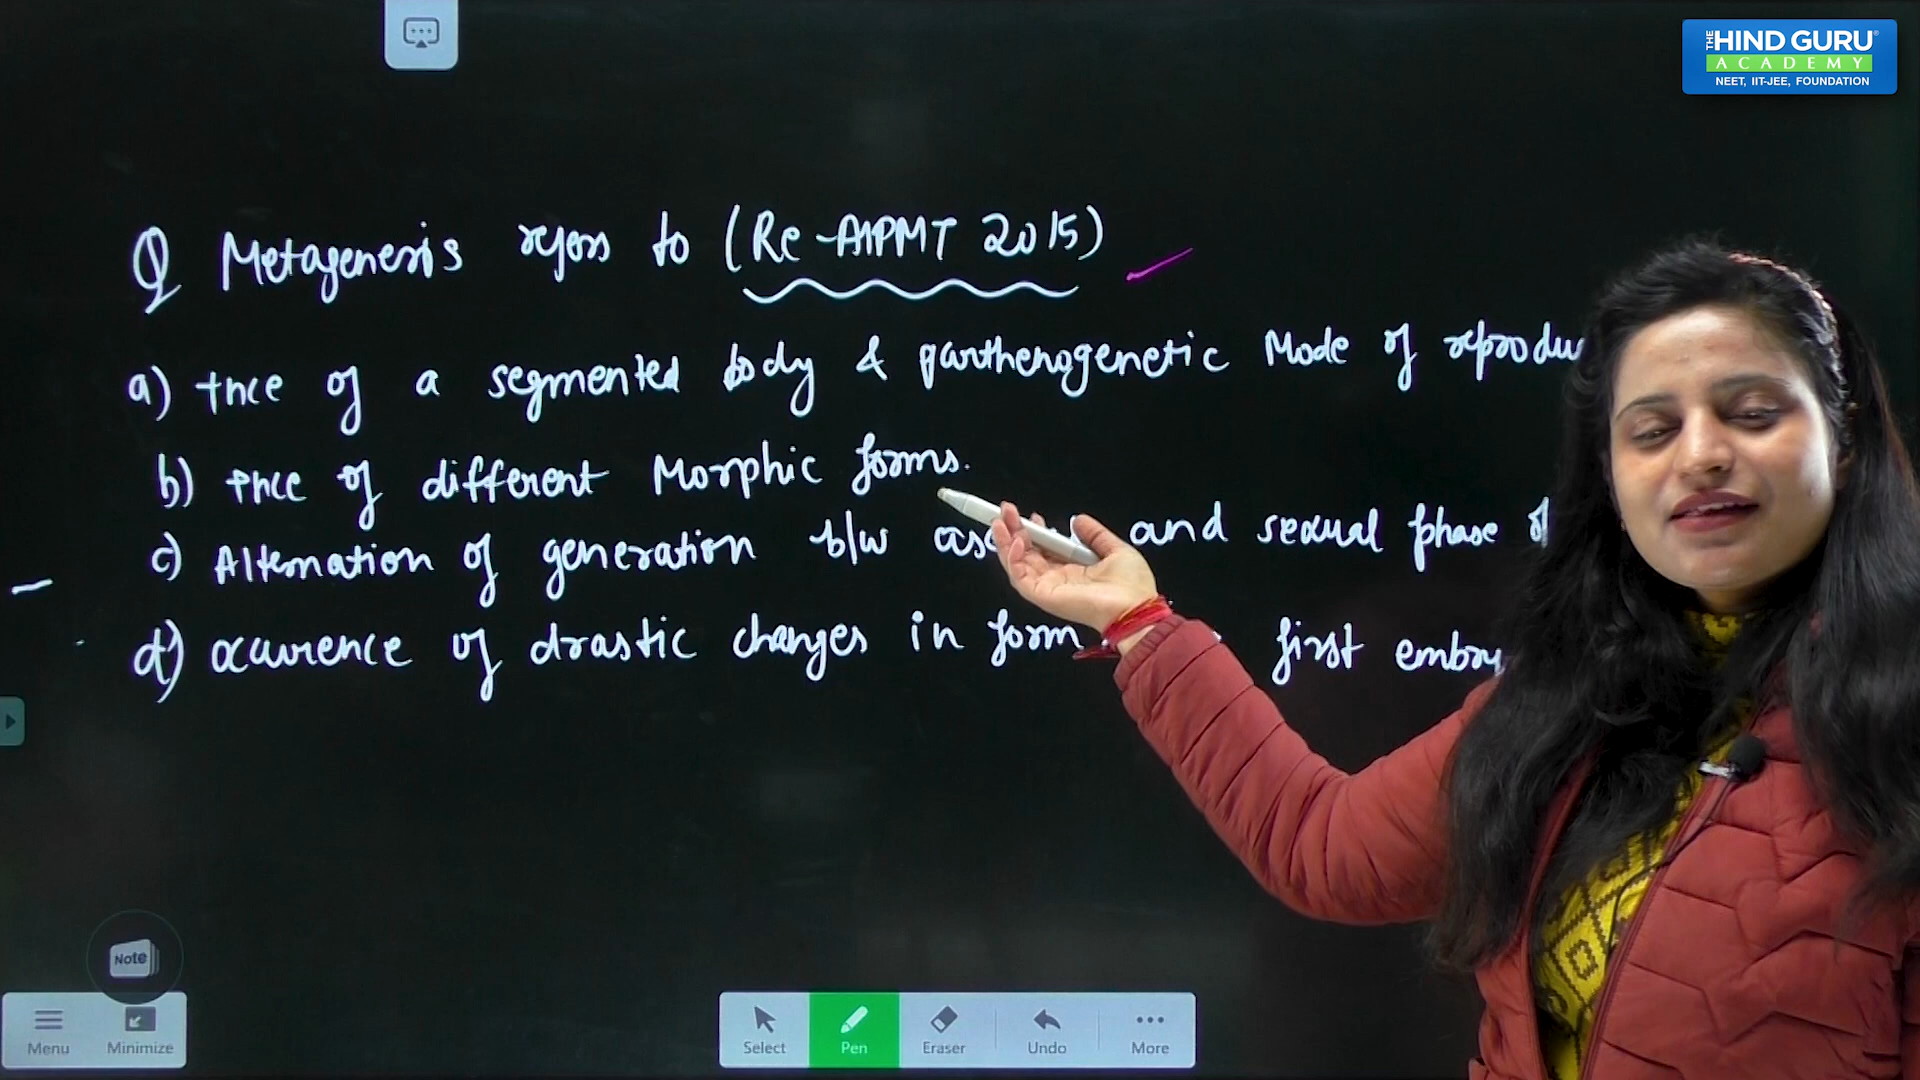 THE HIND GURU®
ACADEMY
NEET, IIT-JEE, FOUNDATION
Q Metagenesis refers to (Re-AIPMT 2015)
a) +nce of a segmented body & parthenogenetic Mode of reprodu
b) +nce of different Morphic forms.
c) Alternation of generation b/w and sexual phase of
d) occurence of drastic changes in form first embry
Note
Menu Minimize Select Pen Eraser Undo More